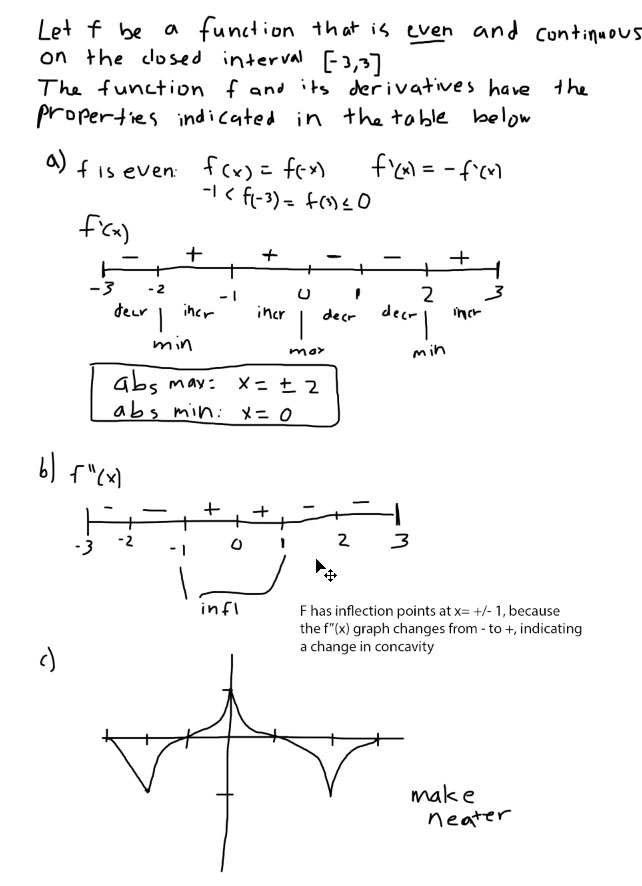 Let f be a function that is even and continuous
on the closed interval [-3,3]
The function f and its derivatives have the
properties indicated in the table below
a) f is even: f(x) = f(-x) f'(x) = -f'(x)
-1 < f(-3) = f(3) ≤ 0
f'(x)
- + + - - +
-3 -2 -1 0 1 2 3
decr incr incr decr decr incr
min max min
abs max: x = ± 2
abs min: x = 0
b) f"(x)
- - + + - -
-3 -2 -1 0 1 2 3
infl
F has inflection points at x= +/- 1, because
the f"(x) graph changes from - to +, indicating
a change in concavity
c)
make
neater